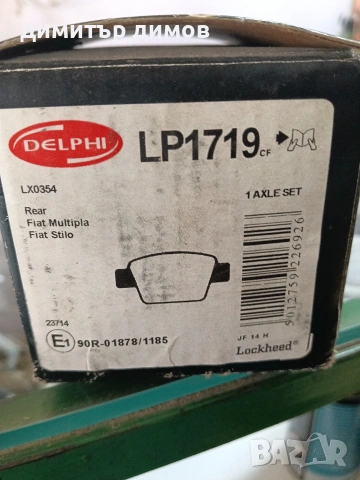 димитър димов
DELPHI
LP1719 CF
LX0354
1 AXLE SET
Rear
Fiat Multipla
Fiat Stilo
5012759226926
23714
E1 90R-01878/1185
JF 14 H
Lockheed®
BAZAR